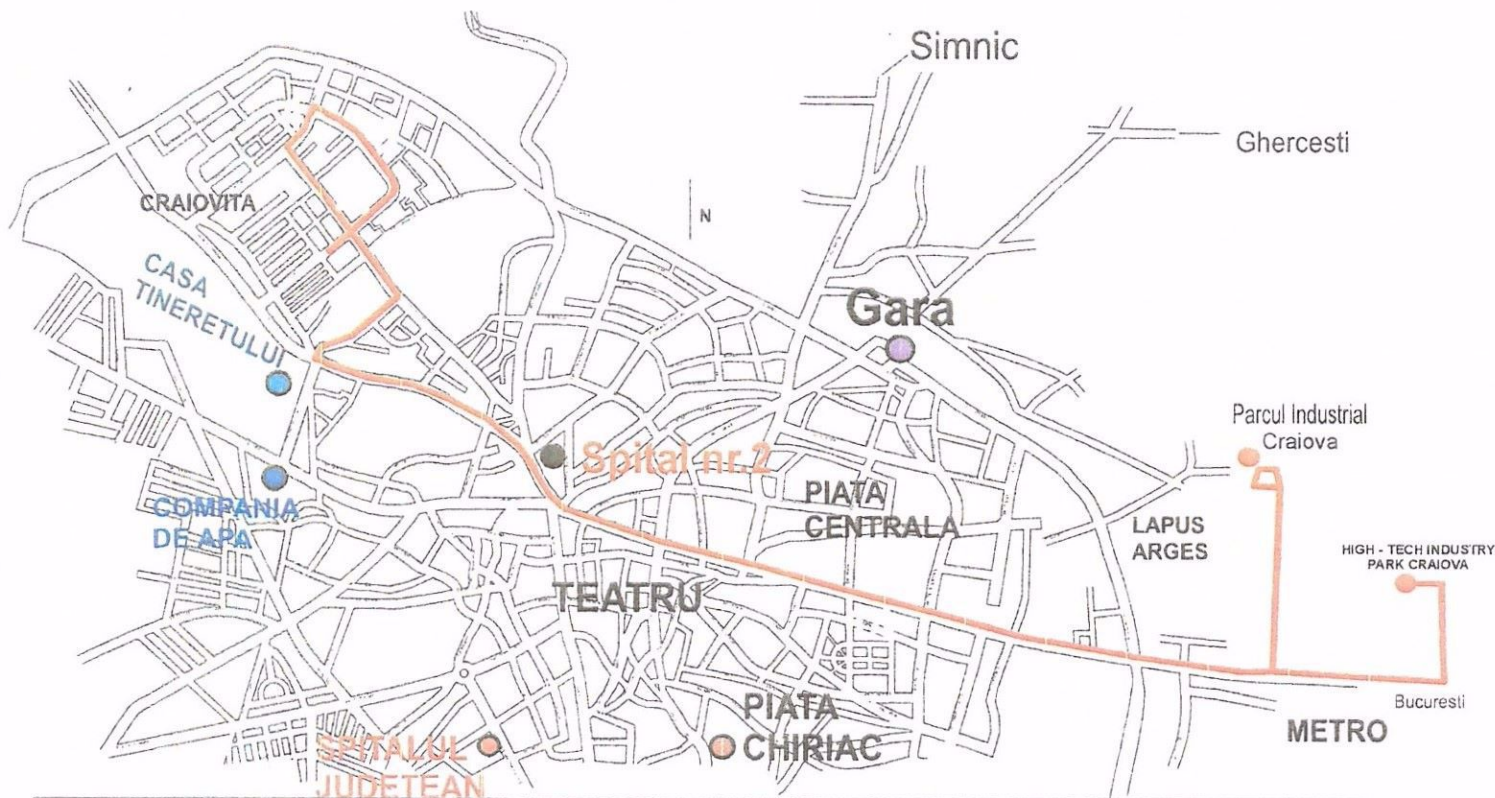 Simnic
Ghercesti
N
CRAIOVITA
CASA
TINERETULUI
Gara
Parcul Industrial
Craiova
Spital nr.2
PIATA
CENTRALA
COMPANIA
DE APA
LAPUS
ARGES
HIGH - TECH INDUSTRY
PARK CRAIOVA
TEATRU
Bucuresti
PIATA
CHIRIAC
METRO
SPITALUL
JUDETEAN